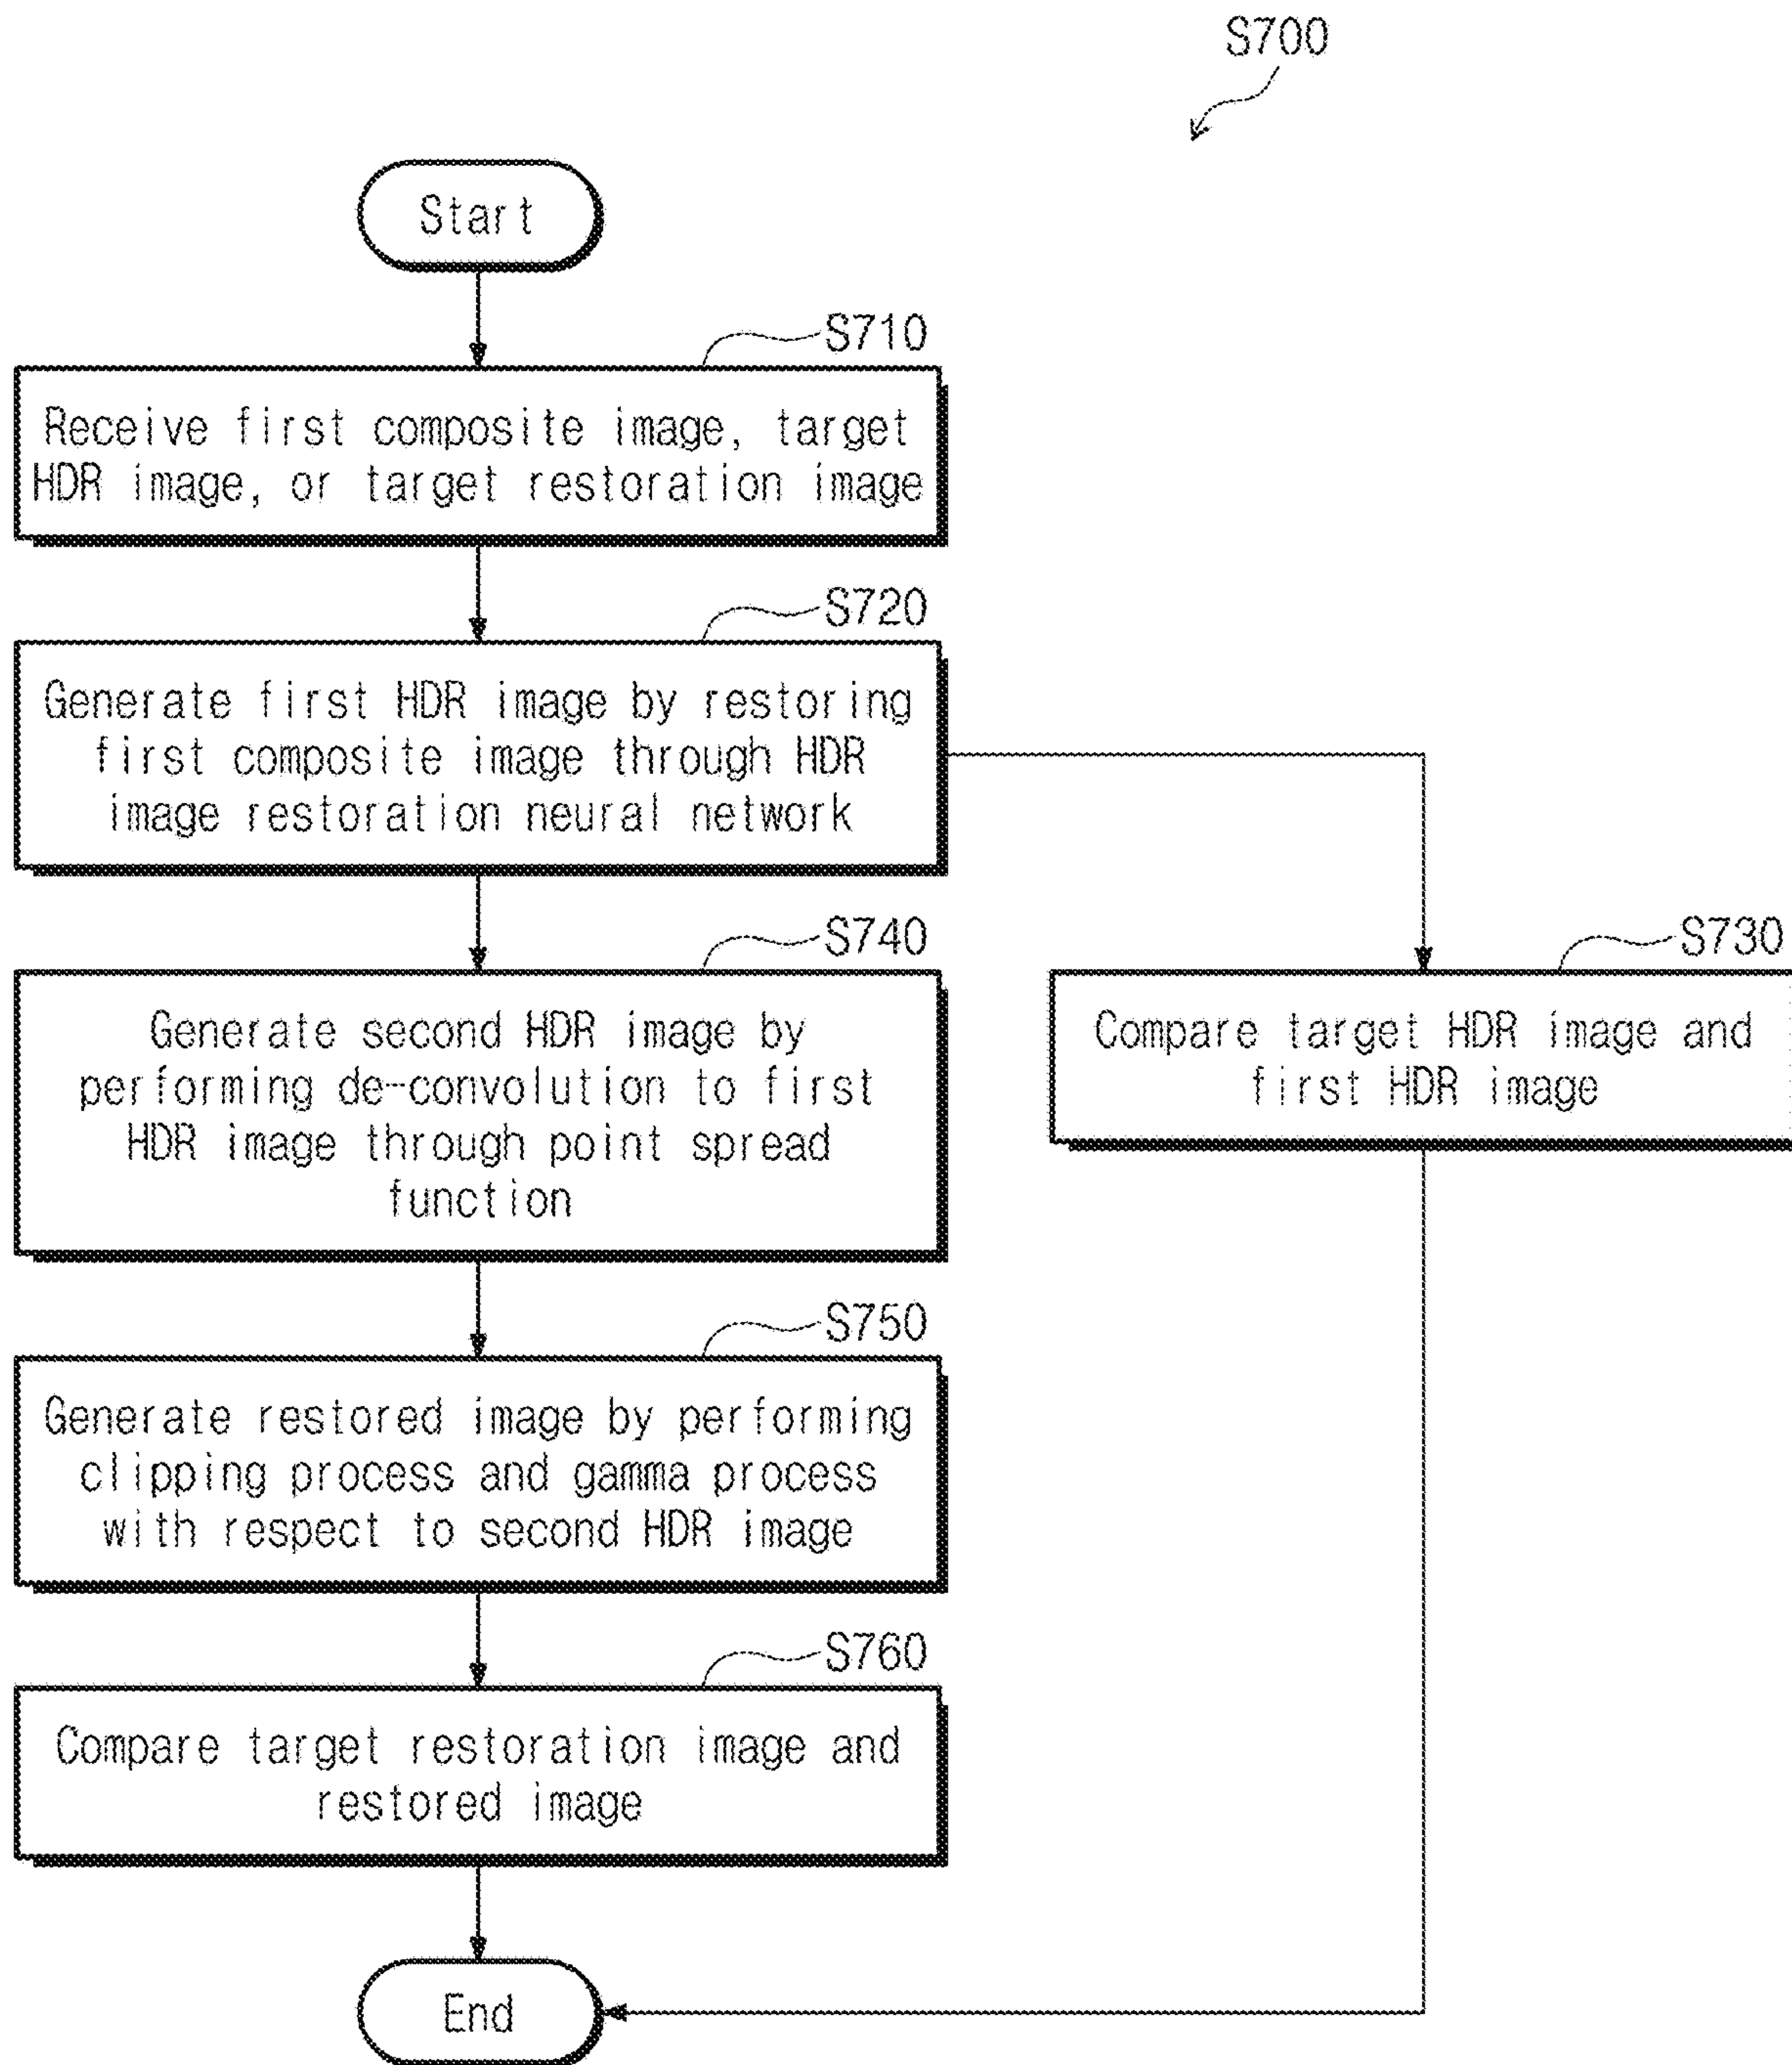 S700
Start
S710
Receive first composite image, target
HDR image, or target restoration image
S720
Generate first HDR image by restoring
first composite image through HDR
image restoration neural network
S740
Generate second HDR image by
performing de-convolution to first
HDR image through point spread
function
S730
Compare target HDR image and
first HDR image
S750
Generate restored image by performing
clipping process and gamma process
with respect to second HDR image
S760
Compare target restoration image and
restored image
End